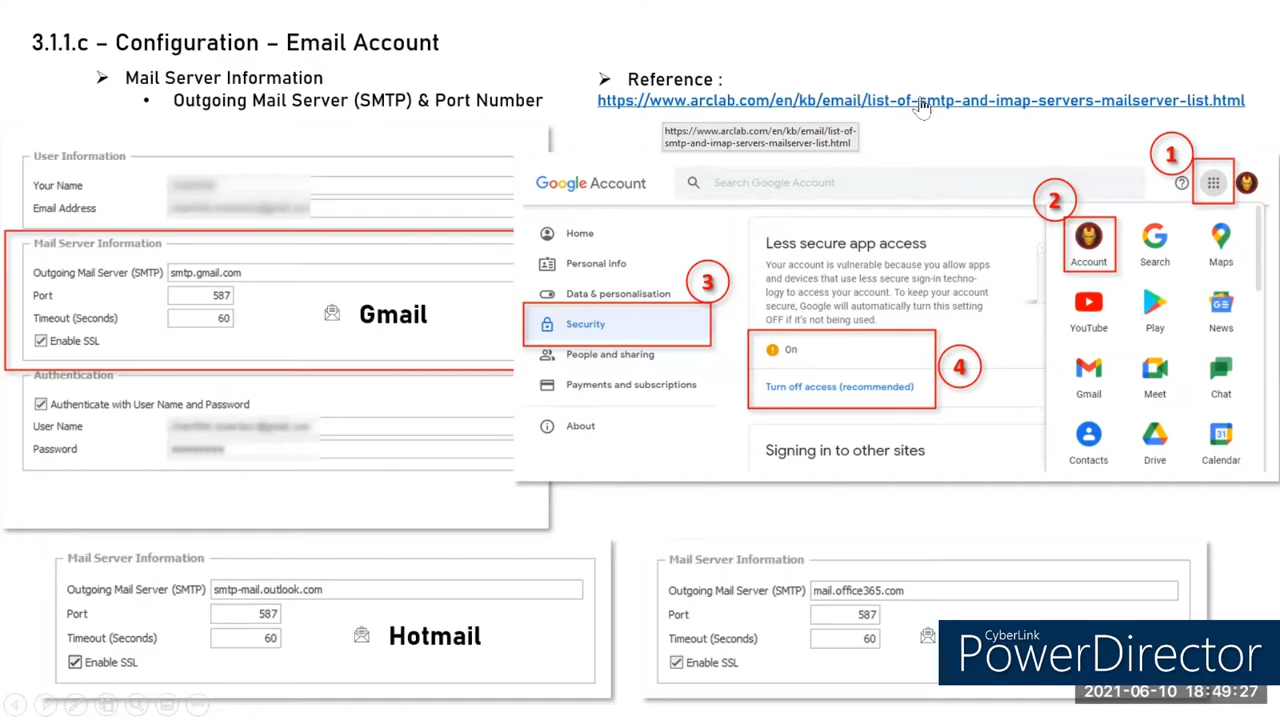 3.1.1.c – Configuration – Email Account
➢ Mail Server Information
• Outgoing Mail Server (SMTP) & Port Number
➢ Reference :
https://www.arclab.com/en/kb/email/list-of-smtp-and-imap-servers-mailserver-list.html
https://www.arclab.com/en/kb/email/list-of-
smtp-and-imap-servers-mailserver-list.html
User Information
Your Name
Email Address
Mail Server Information
Outgoing Mail Server (SMTP) smtp.gmail.com
Port 587
Timeout (Seconds) 60
Enable SSL
Gmail
Authentication
Authenticate with User Name and Password
User Name
Password
Google Account
Search Google Account
1
2
3
4
Home
Personal info
Data & personalisation
Security
People and sharing
Payments and subscriptions
About
Less secure app access
Your account is vulnerable because you allow apps
and devices that use less secure sign-in techno-
logy to access your account. To keep your account
secure, Google will automatically turn this setting
OFF if it's not being used.
On
Turn off access (recommended)
Signing in to other sites
Account Search Maps
YouTube Play News
Gmail Meet Chat
Contacts Drive Calendar
31
Mail Server Information
Outgoing Mail Server (SMTP) smtp-mail.outlook.com
Port 587
Timeout (Seconds) 60
Enable SSL
Hotmail
Mail Server Information
Outgoing Mail Server (SMTP) mail.office365.com
Port 587
Timeout (Seconds) 60
Enable SSL
CyberLink
PowerDirector
2021-06-10 18:49:27